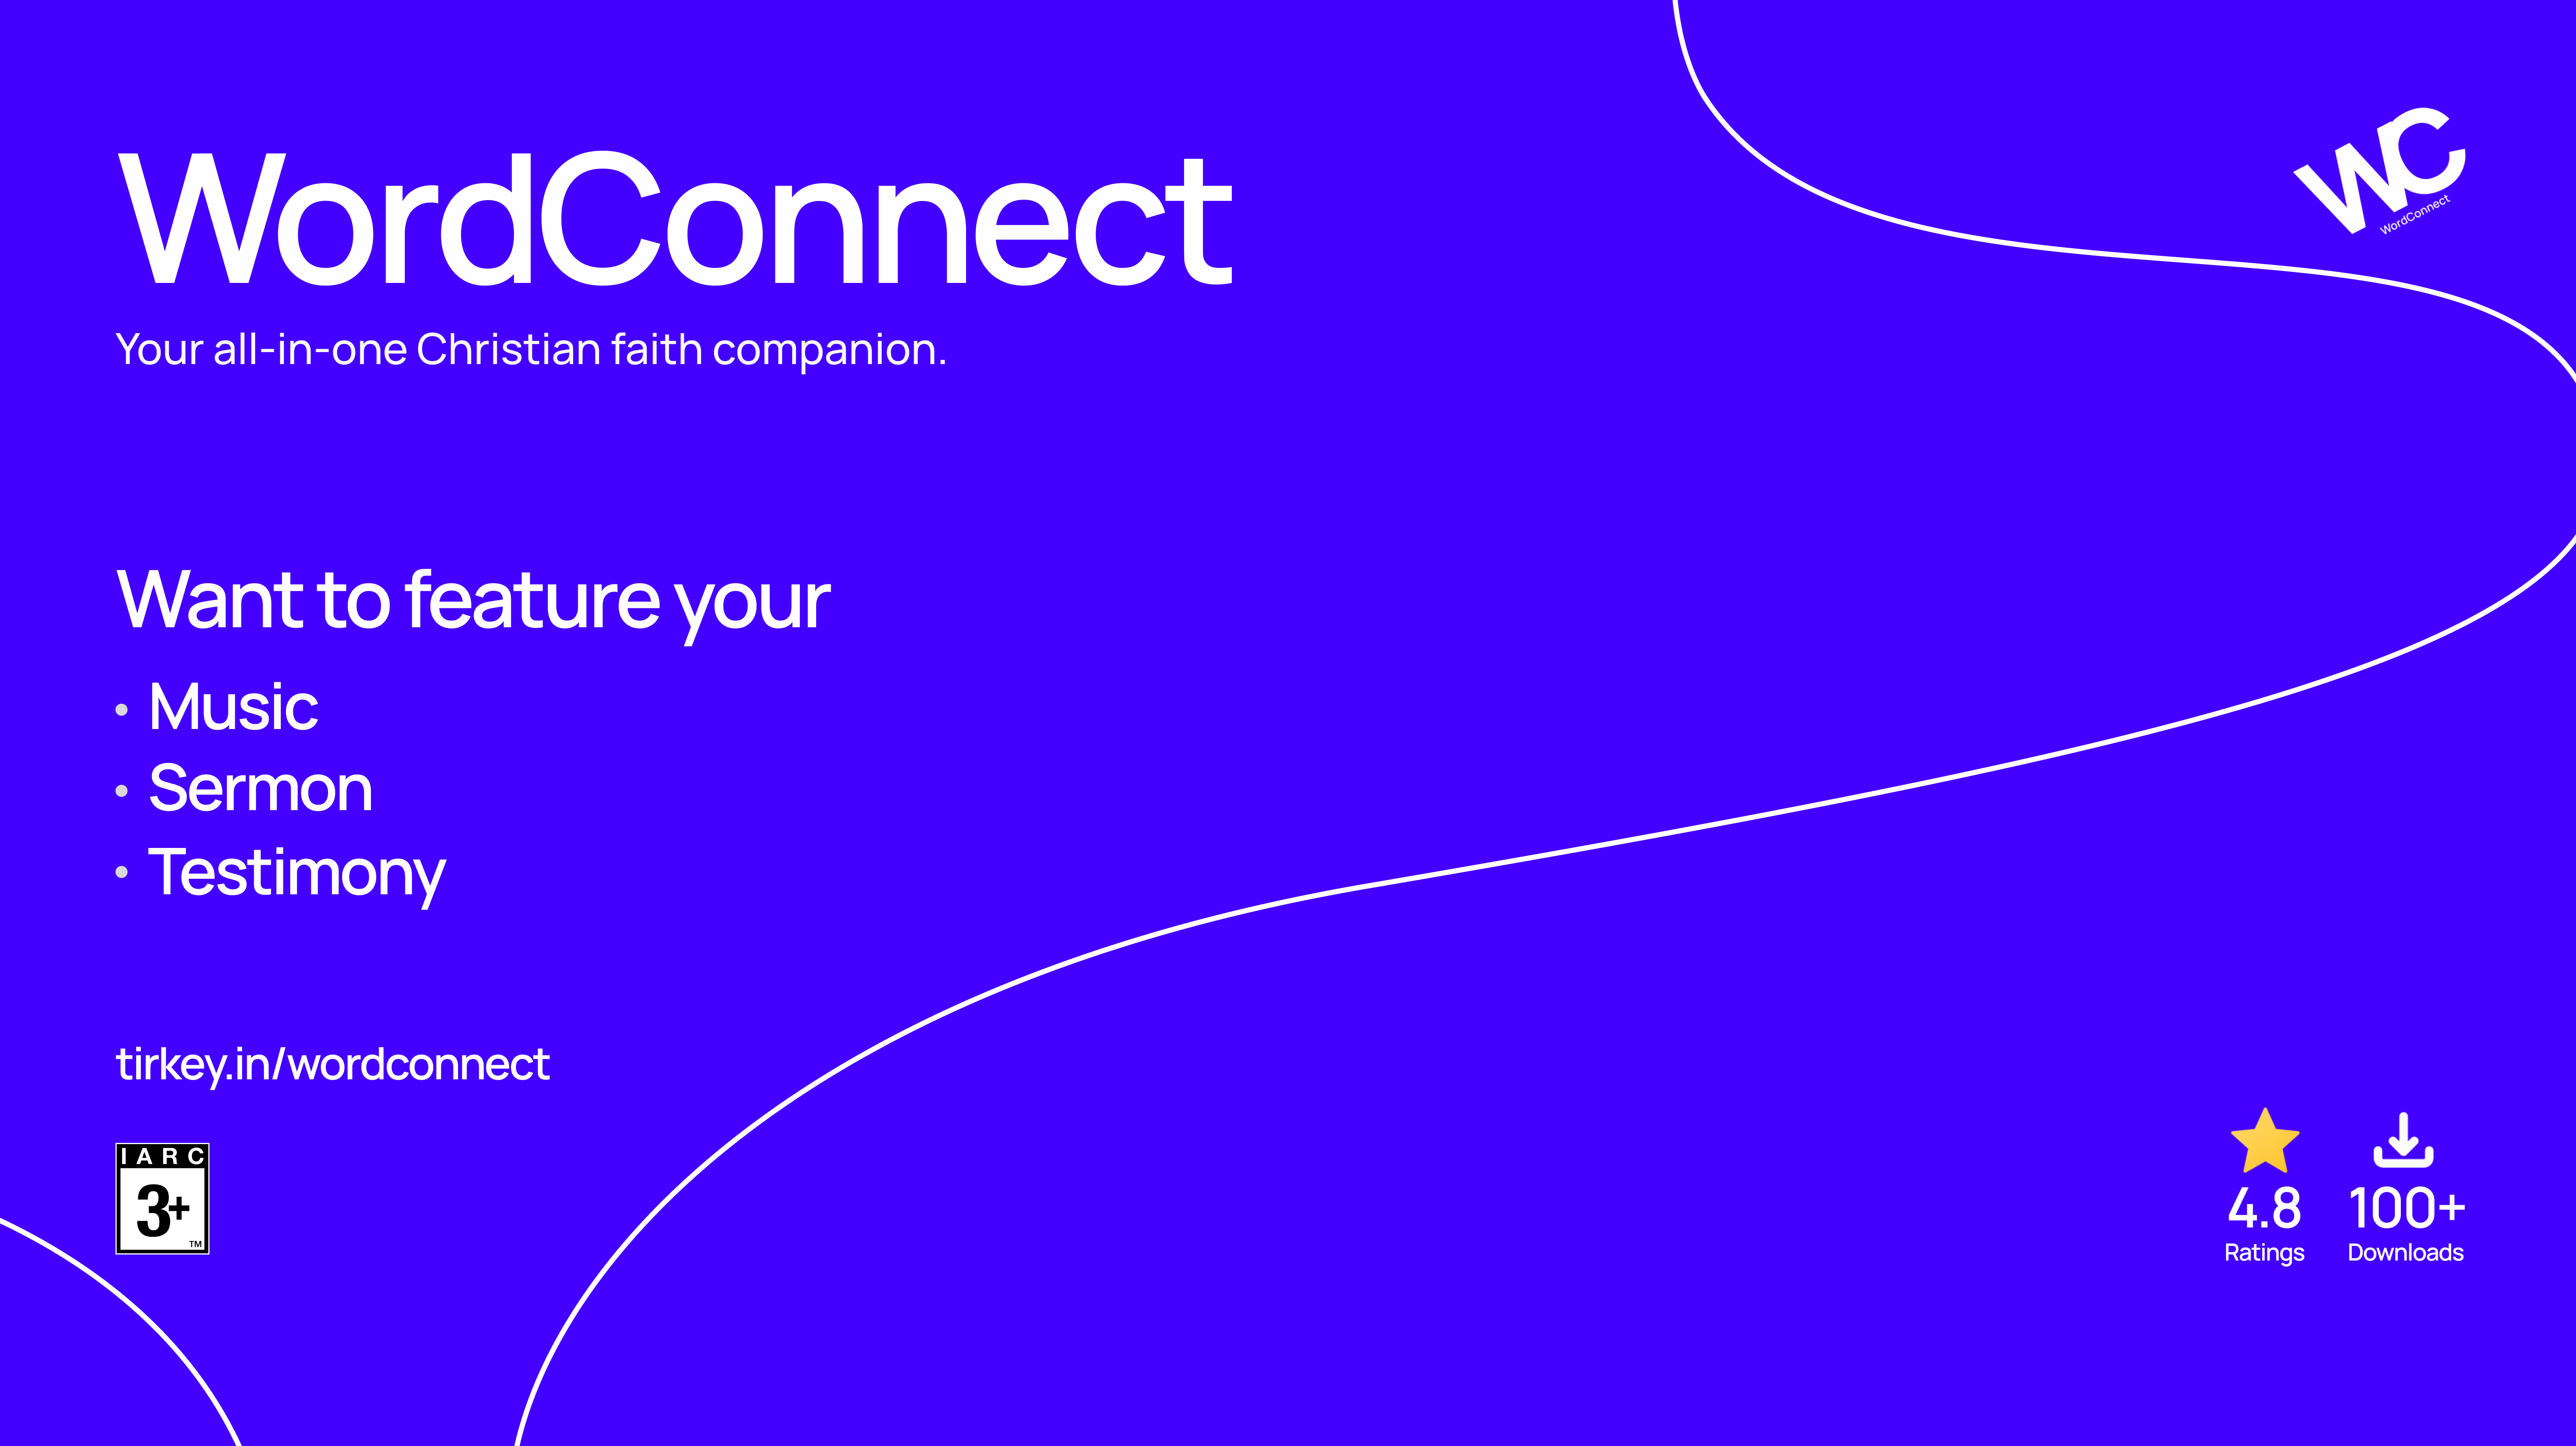 WordConnect
Your all-in-one Christian faith companion.
WC
WordConnect
Want to feature your
• Music
• Sermon
• Testimony
tirkey.in/wordconnect
IARC
3+
TM
4.8
Ratings
100+
Downloads